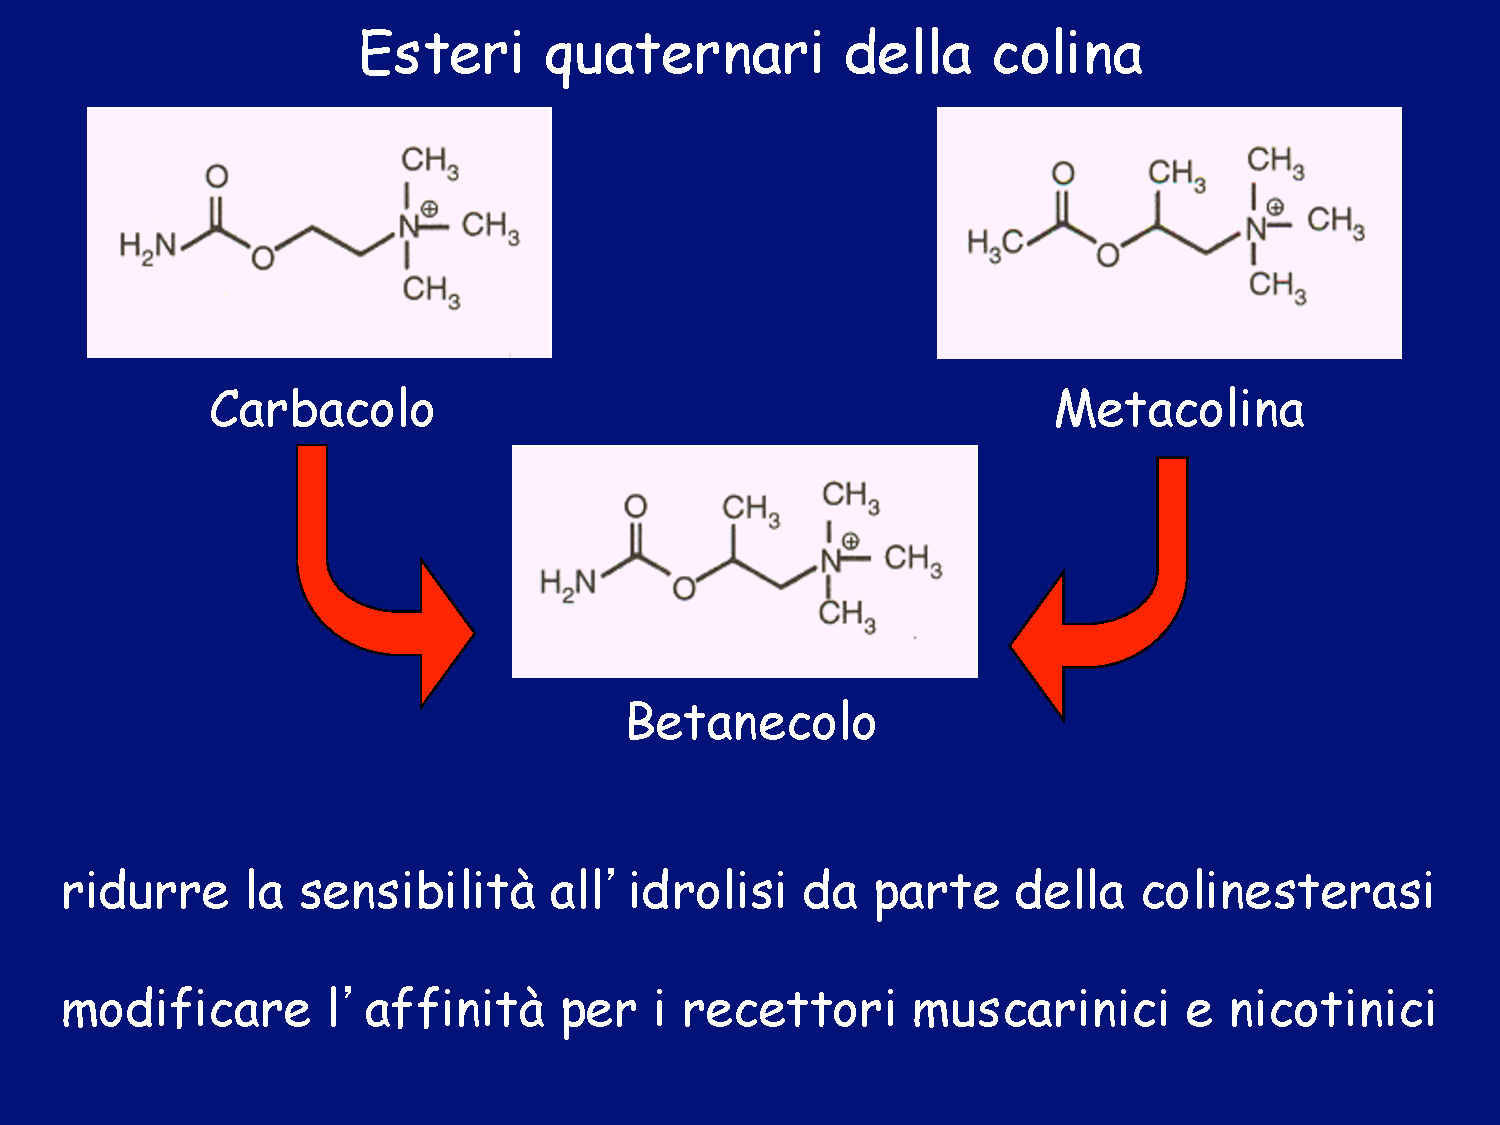 Esteri quaternari della colina
O
CH3
H2N
O
N⊕
CH3
CH3
Carbacolo
O
CH3
CH3
H3C
O
N⊕
CH3
CH3
Metacolina
O
CH3
CH3
H2N
O
N⊕
CH3
CH3
Betanecolo
ridurre la sensibilità all’idrolisi da parte della colinesterasi
modificare l’affinità per i recettori muscarinici e nicotinici